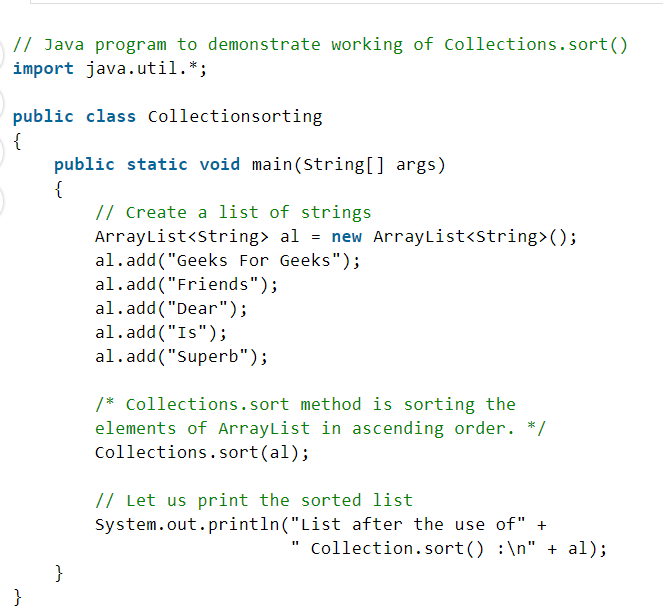 // Java program to demonstrate working of Collections.sort()
import java.util.*;
public class Collectionsorting
{
    public static void main(String[] args)
    {
        // Create a list of strings
        ArrayList<String> al = new ArrayList<String>();
        al.add("Geeks For Geeks");
        al.add("Friends");
        al.add("Dear");
        al.add("Is");
        al.add("Superb");
        /* Collections.sort method is sorting the
        elements of ArrayList in ascending order. */
        Collections.sort(al);
        // Let us print the sorted list
        System.out.println("List after the use of" +
                           " Collection.sort() :\n" + al);
    }
}